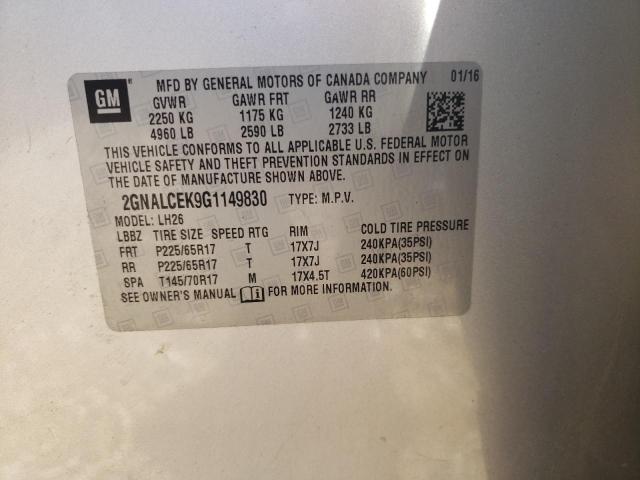 GM ®
MFD BY GENERAL MOTORS OF CANADA COMPANY 01/16
GVWR GAWR FRT GAWR RR
2250 KG 1175 KG 1240 KG
4960 LB 2590 LB 2733 LB
THIS VEHICLE CONFORMS TO ALL APPLICABLE U.S. FEDERAL MOTOR
VEHICLE SAFETY AND THEFT PREVENTION STANDARDS IN EFFECT ON
THE DATE OF MANUFACTURE SHOWN ABOVE.
2GNALCEK9G1149830 TYPE: M.P.V.
MODEL: LH26
LBBZ TIRE SIZE SPEED RTG RIM COLD TIRE PRESSURE
FRT P225/65R17 T 17X7J 240KPA(35PSI)
RR P225/65R17 T 17X7J 240KPA(35PSI)
SPA T145/70R17 M 17X4.5T 420KPA(60PSI)
SEE OWNER'S MANUAL FOR MORE INFORMATION.